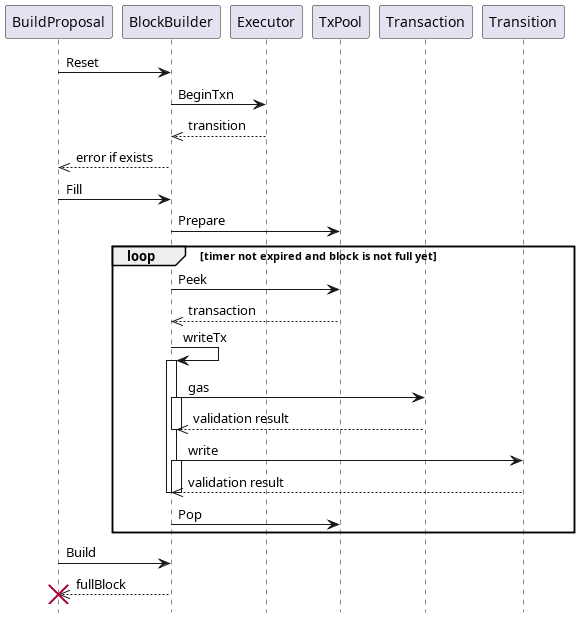 BuildProposal
BlockBuilder
Executor
TxPool
Transaction
Transition
Reset
BeginTxn
transition
error if exists
Fill
Prepare
loop [timer not expired and block is not full yet]
Peek
transaction
writeTx
gas
validation result
write
validation result
Pop
Build
fullBlock